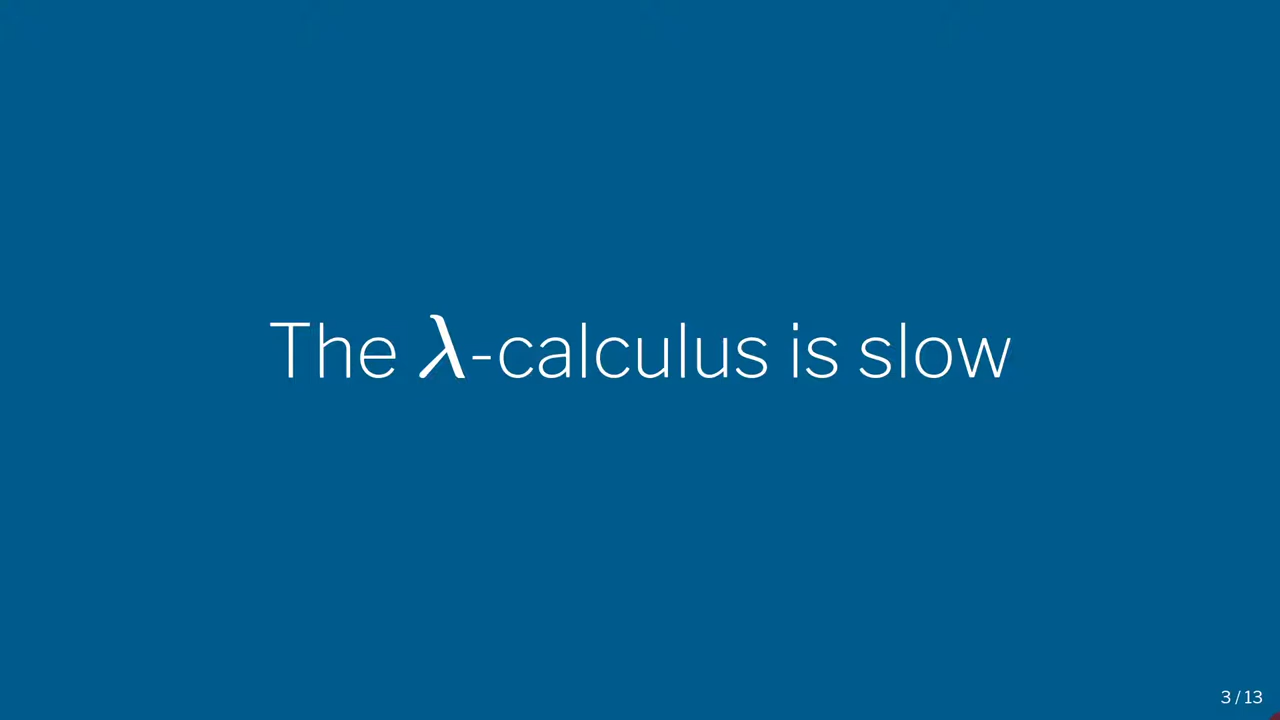 The λ-calculus is slow
3 / 13